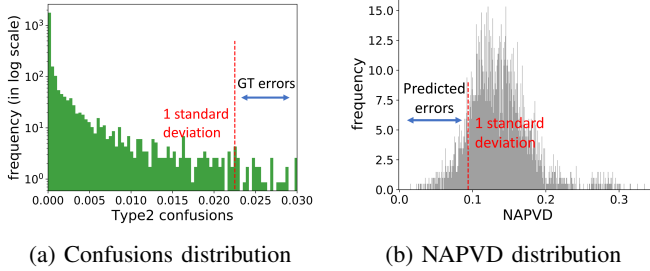 frequency (in log scale)
10³
10²
10¹
10⁰
GT errors
1 standard
deviation
0.000 0.005 0.010 0.015 0.020 0.025 0.030
Type2 confusions
(a) Confusions distribution
frequency
15.0
12.5
10.0
7.5
5.0
2.5
0.0
Predicted
errors
1 standard
deviation
0.0 0.1 0.2 0.3
NAPVD
(b) NAPVD distribution